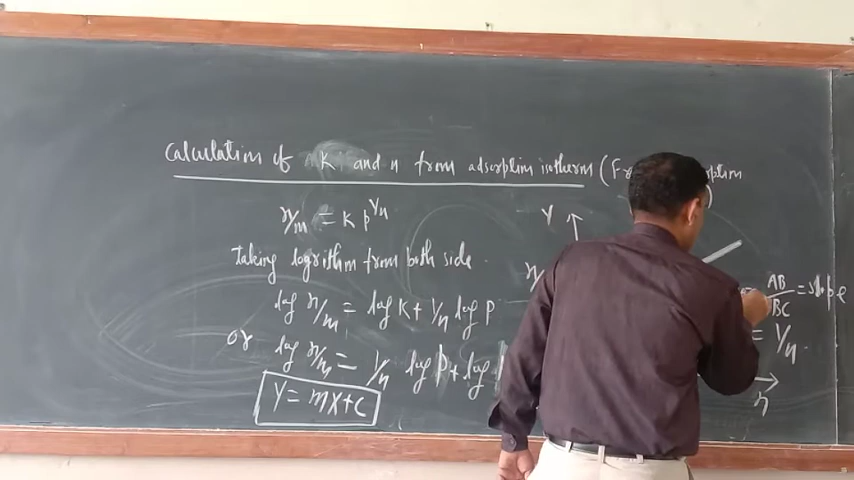 Calculation of K and n from adsorption isotherm (
x/m = K p^1/n
Taking logrithm from both side
log x/m = log K + 1/n log P
or log x/m = 1/n log P + log
Y = mx+c
Y
AB/BC = slope
= 1/n